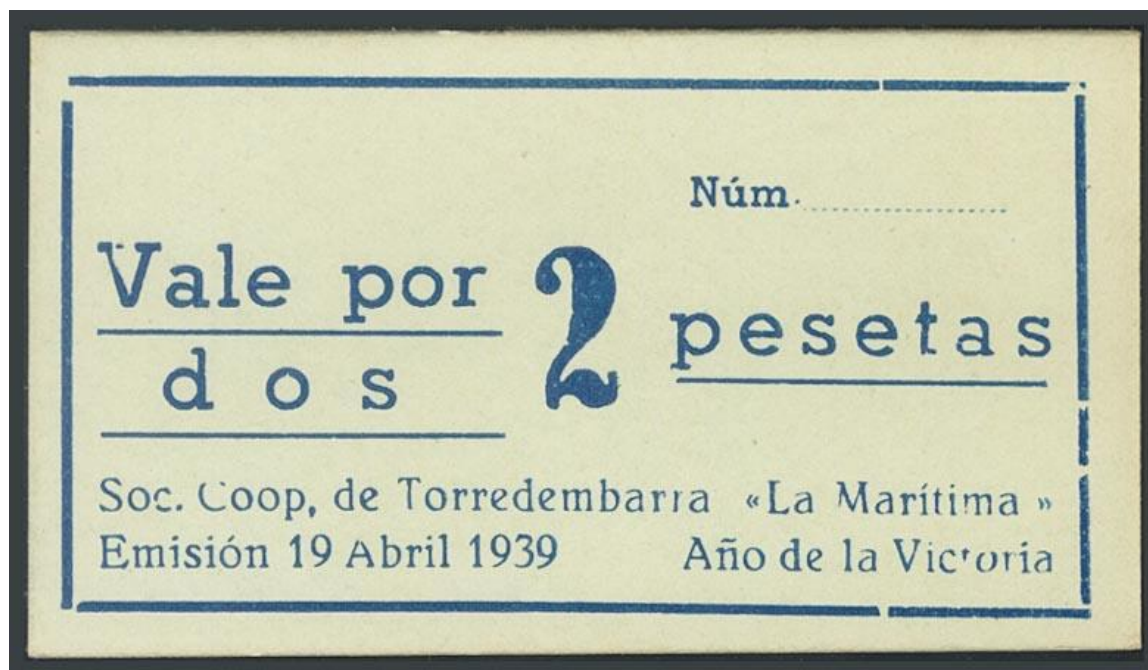 Núm.
Vale por
dos
2
pesetas
Soc. Coop, de Torredembarra «La Marítima»
Emisión 19 Abril 1939 Año de la Victoria